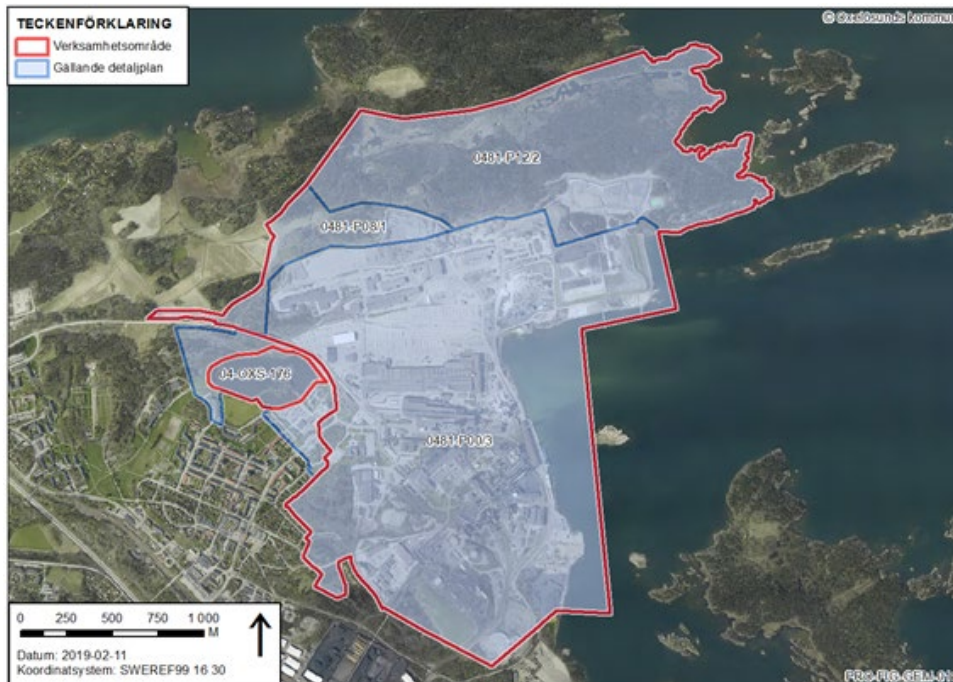 TECKENFÖRKLARING
Verksamhetsområde
Gällande detaljplan
© Oxelösunds kommun
0481-P12/2
0481-P08/1
04-OXS-176
0481-P00/3
0 250 500 750 1 000
M
Datum: 2019-02-11
Koordinatsystem: SWEREF99 16 30